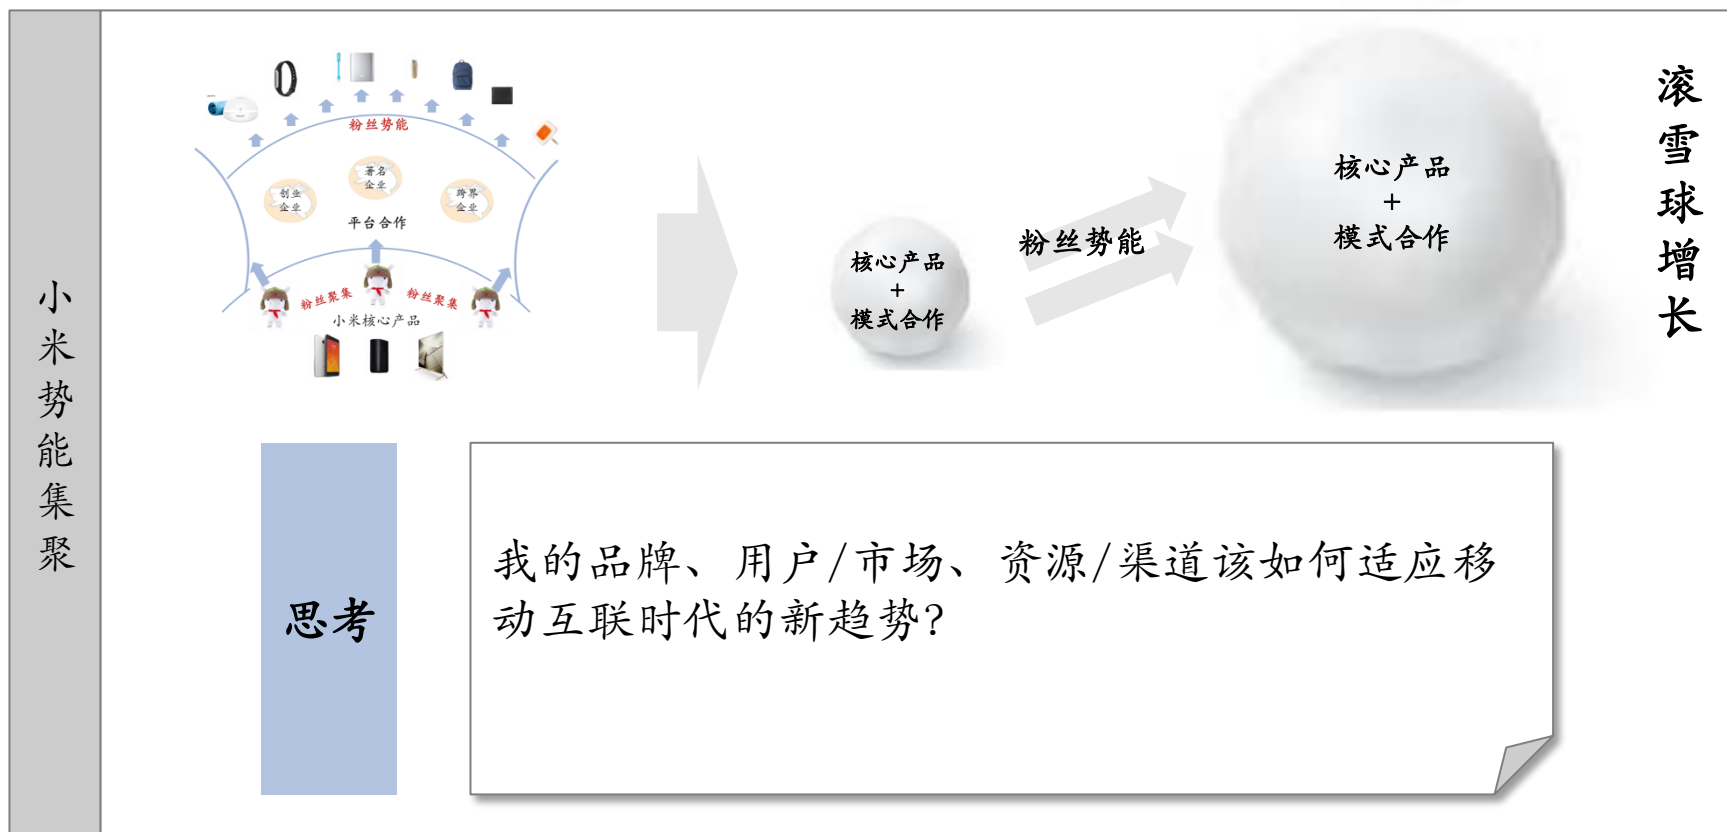 小米势能集聚
粉丝势能
著名
企业
创业
企业
跨界
企业
平台合作
粉丝聚集
粉丝聚集
小米核心产品
核心产品
+
模式合作
粉丝势能
核心产品
+
模式合作
滚雪球增长
思考
我的品牌、用户/市场、资源/渠道该如何适应移
动互联时代的新趋势?